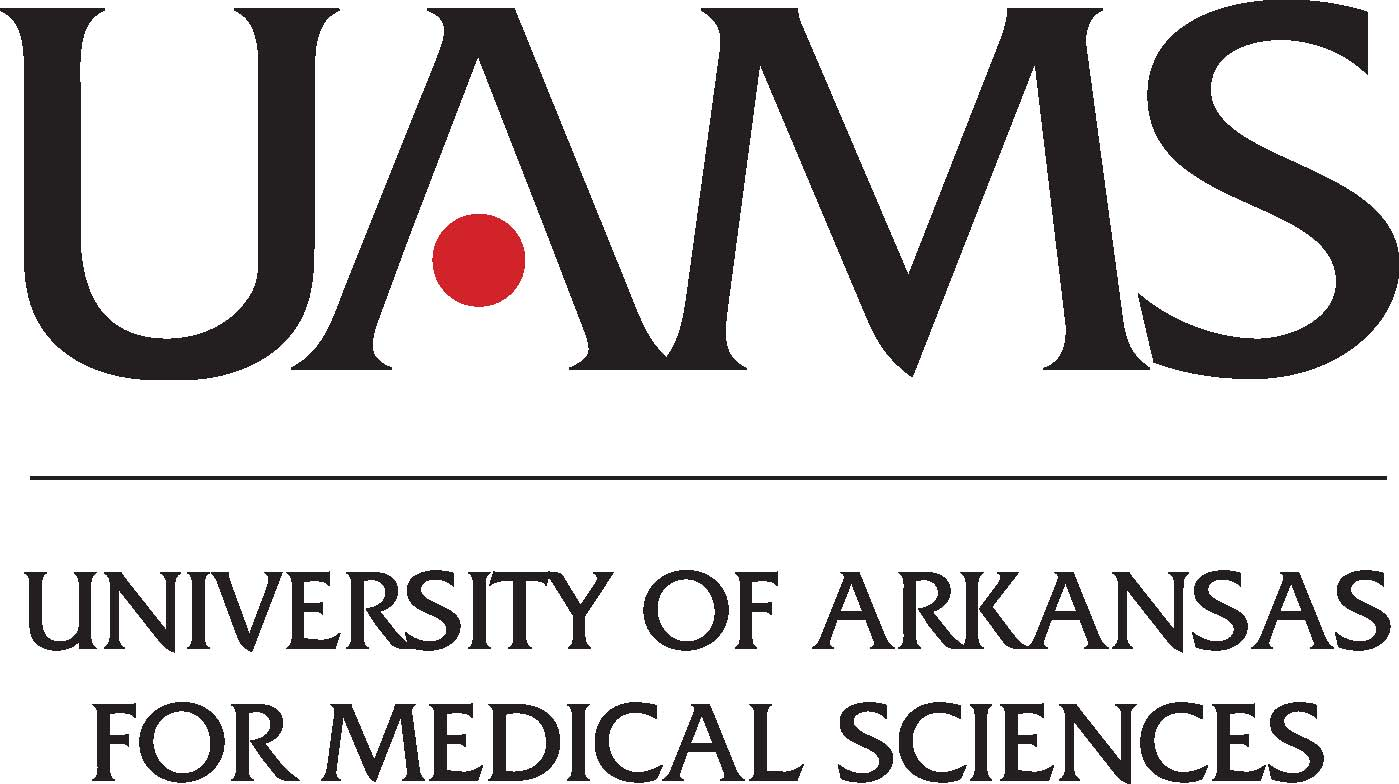 UAMS
UNIVERSITY OF ARKANSAS
FOR MEDICAL SCIENCES